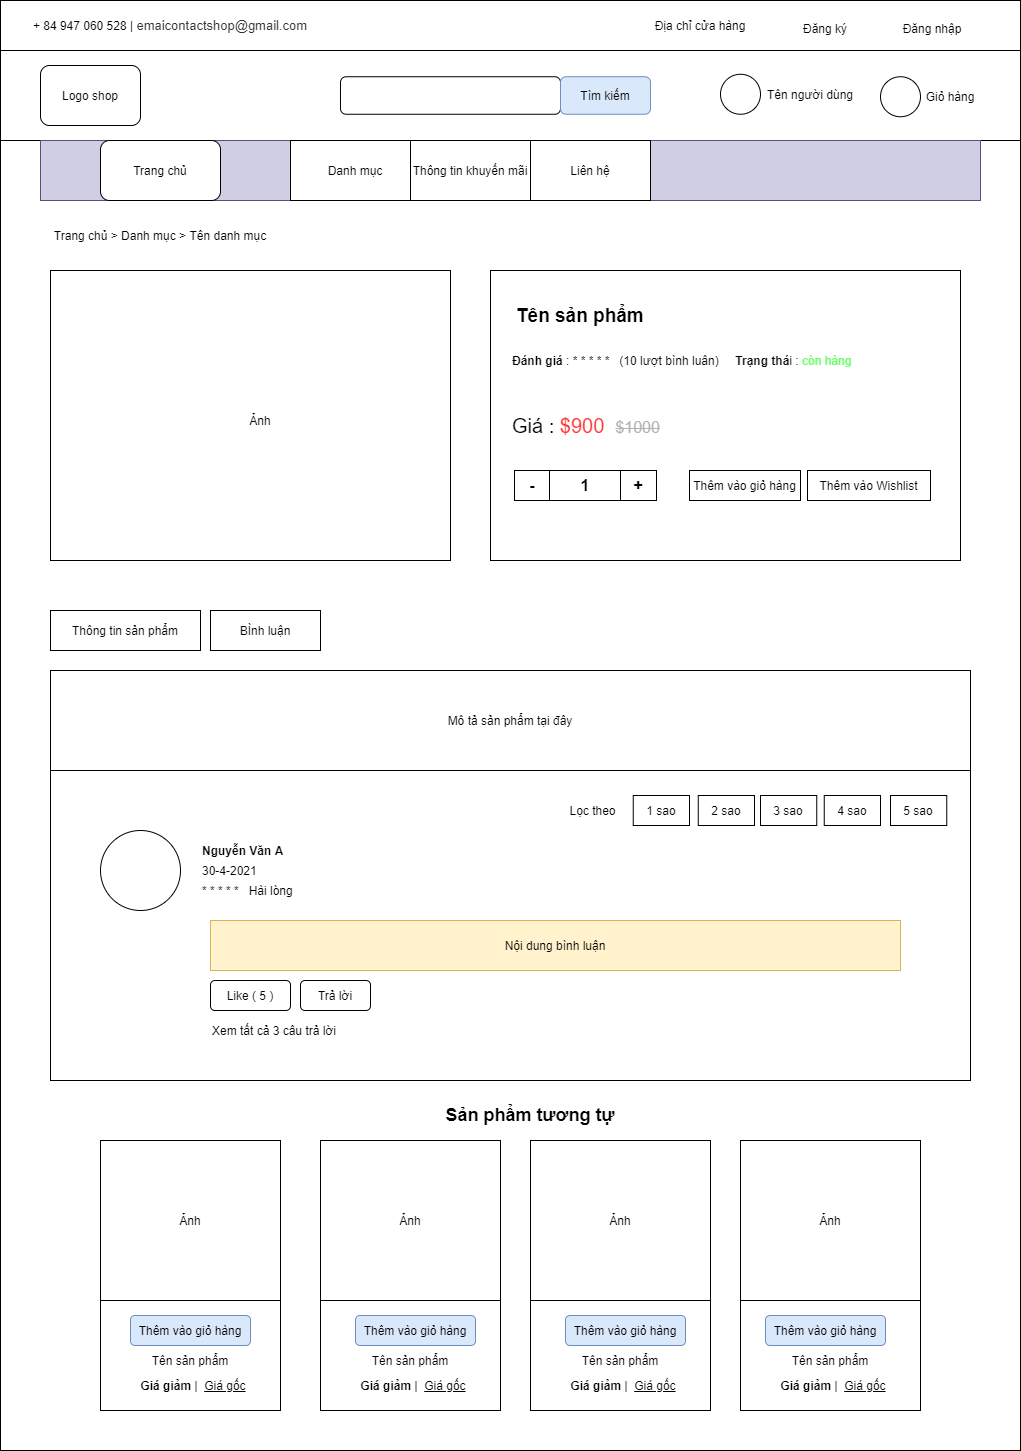 + 84 947 060 528 | emaicontactshop@gmail.com
Địa chỉ cửa hàng
Đăng ký
Đăng nhập
Logo shop
Tìm kiếm
Tên người dùng
Giỏ hàng
Trang chủ
Danh mục
Thông tin khuyến mãi
Liên hệ
Trang chủ > Danh mục > Tên danh mục
Ảnh
Tên sản phẩm
Đánh giá : * * * * * (10 lượt bình luân) Trạng thái : còn hàng
Giá : $900 $1000
- 1 +
Thêm vào giỏ hàng
Thêm vào Wishlist
Thông tin sản phẩm
BÌnh luận
Mô tả sản phẩm tại đây
Lọc theo
1 sao
2 sao
3 sao
4 sao
5 sao
Nguyễn Văn A
30-4-2021
* * * * * Hải lòng
Nội dung bình luận
Like ( 5 )
Trả lời
Xem tất cả 3 câu trả lời
Sản phẩm tương tự
Ảnh
Ảnh
Ảnh
Ảnh
Thêm vào giỏ hàng
Thêm vào giỏ hàng
Thêm vào giỏ hàng
Thêm vào giỏ hàng
Tên sản phẩm
Tên sản phẩm
Tên sản phẩm
Tên sản phẩm
Giá giảm | Giá gốc
Giá giảm | Giá gốc
Giá giảm | Giá gốc
Giá giảm | Giá gốc